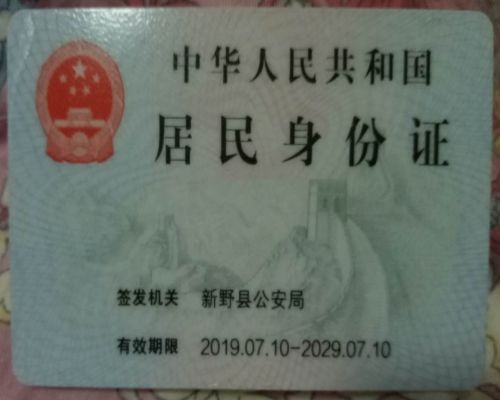 中华人民共和国
居民身份证
签发机关 新野县公安局
有效期限 2019.07.10-2029.07.10